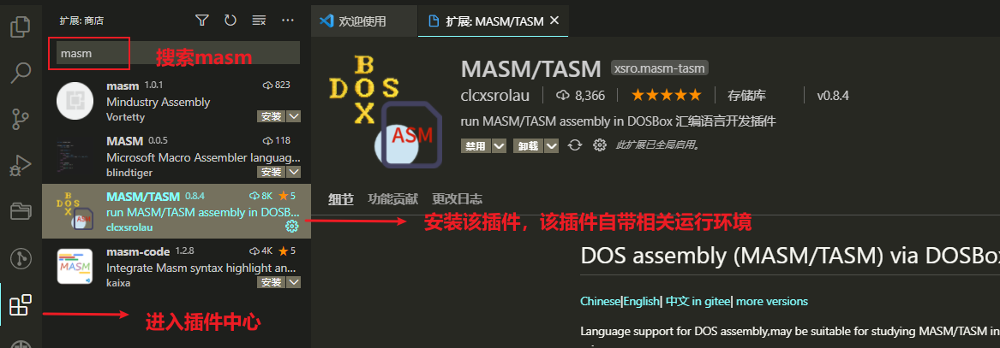 扩展: 商店
masm
搜索masm
masm 1.0.1 823
Mindustry Assembly
Vortetty 安装
MASM 0.0.5 118
Microsoft Macro Assembler languag...
blindtiger 安装
MASM/TASM 0.8.4 8K ★ 5
run MASM/TASM assembly in DOSB...
clcxsrolau
masm-code 1.2.8 4K ★ 5
Integrate Masm syntax highlight an...
kaixa 安装
进入插件中心
欢迎使用 扩展: MASM/TASM
DOS
BOX
ASM
MASM/TASM xsro.masm-tasm
clcxsrolau 8,366 ★★★★★ 存储库 v0.8.4
run MASM/TASM assembly in DOSBox 汇编语言开发插件
禁用 卸载 此扩展已全局启用。
细节 功能贡献 更改日志
安装该插件，该插件自带相关运行环境
DOS assembly (MASM/TASM) via DOSBox
Chinese|English| 中文 in gitee| more versions
Language support for DOS assembly,may be suitable for studying MASM/TASM in